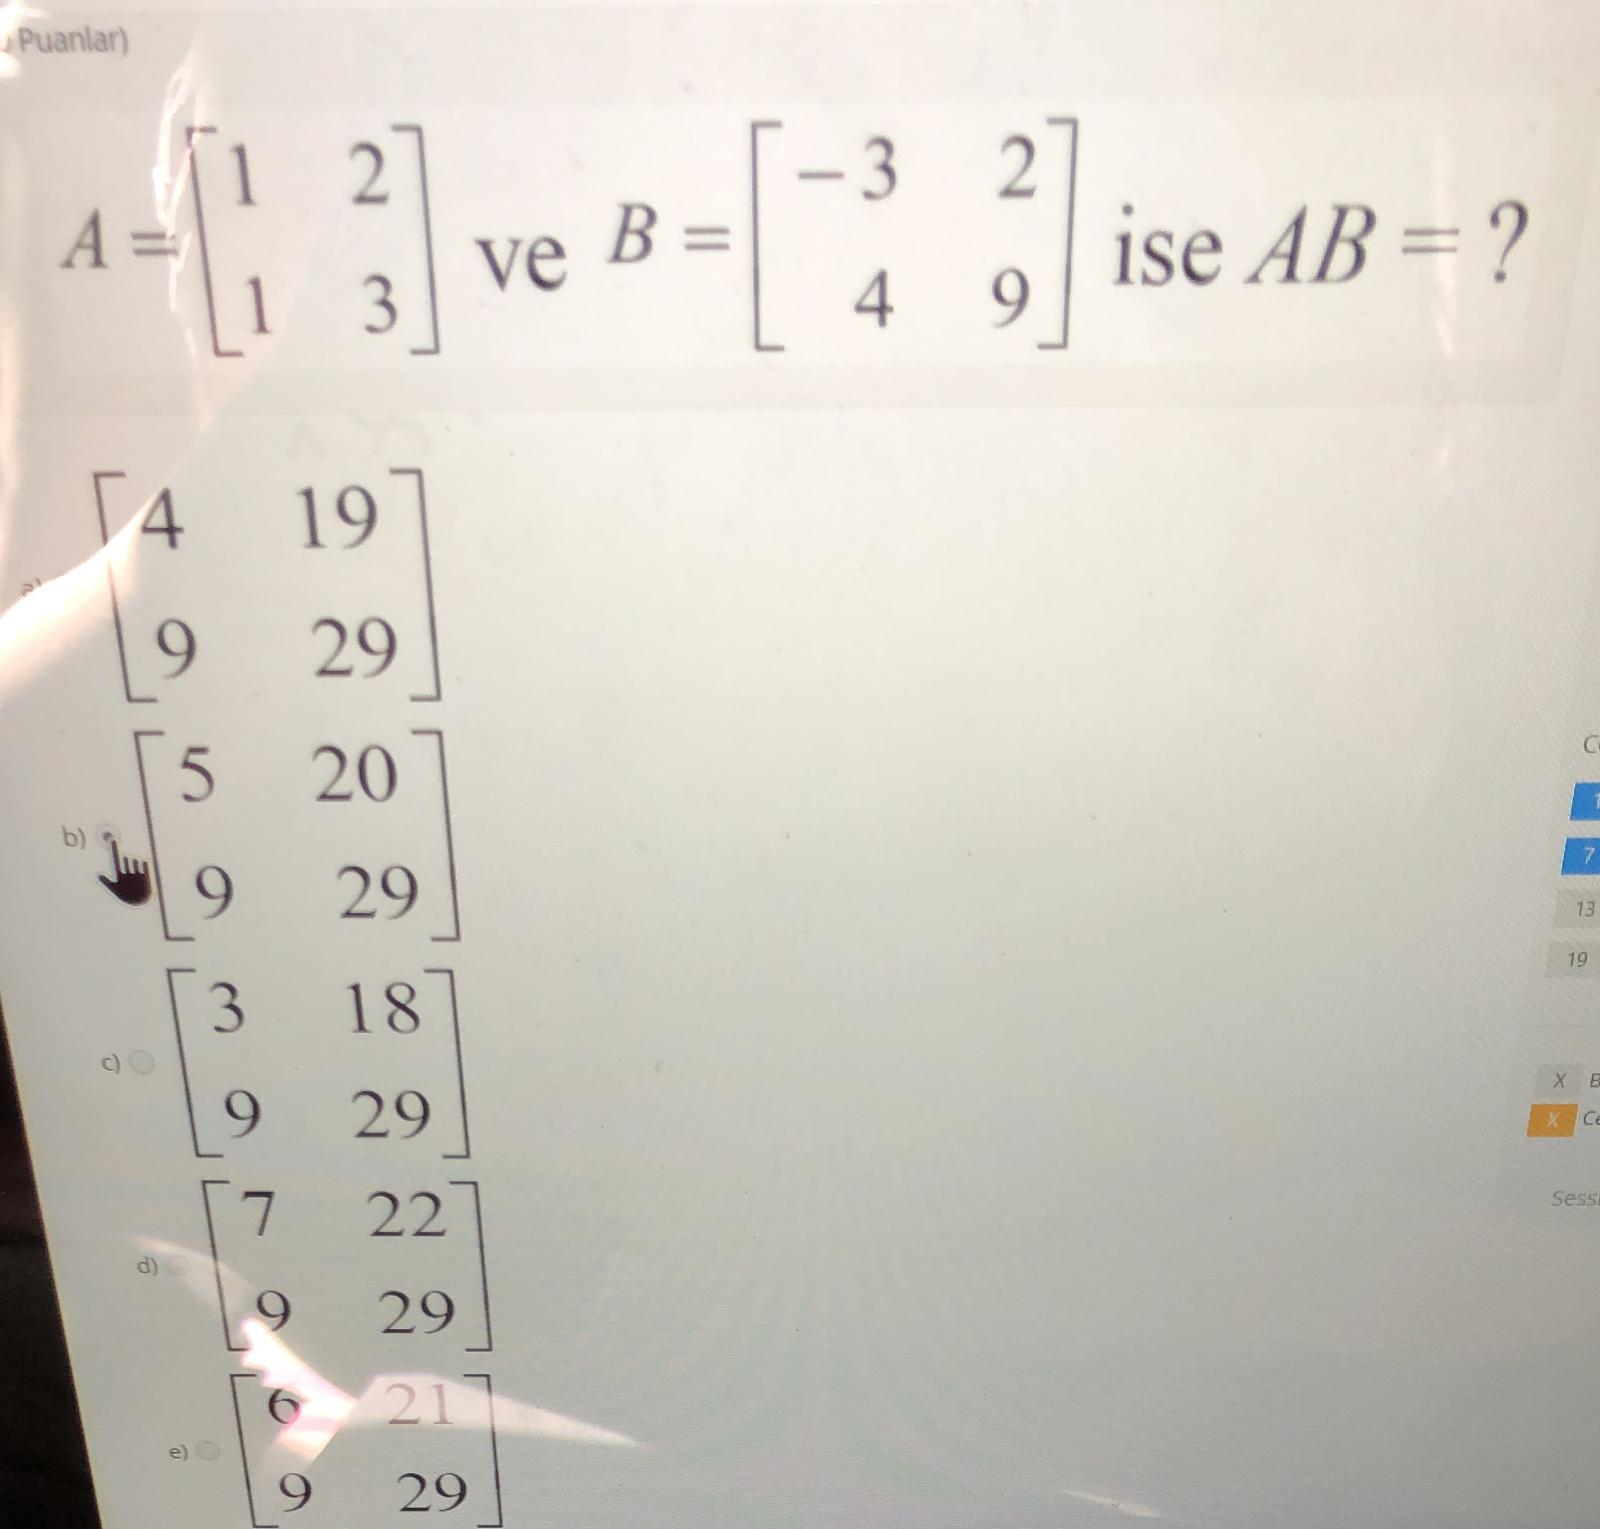 Puanlar)
A = [1 2
1 3] ve B = [-3 2
4 9] ise AB = ?
a) [4 19
9 29]
b) [5 20
9 29]
c) [3 18
9 29]
d) [7 22
9 29]
e) [6 21
9 29]
7
13
19
X
X